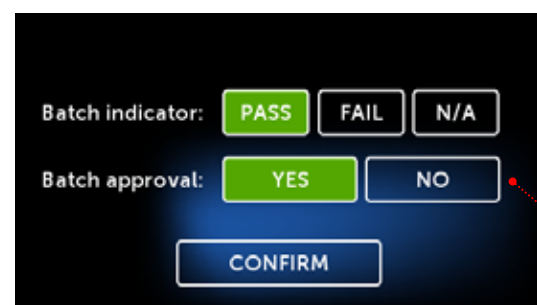 Batch indicator: PASS FAIL N/A
Batch approval: YES NO
CONFIRM